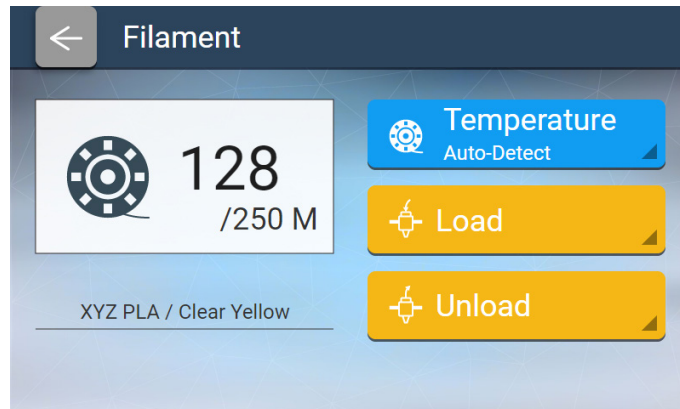 Filament
128
/250 M
XYZ PLA / Clear Yellow
Temperature
Auto-Detect
Load
Unload